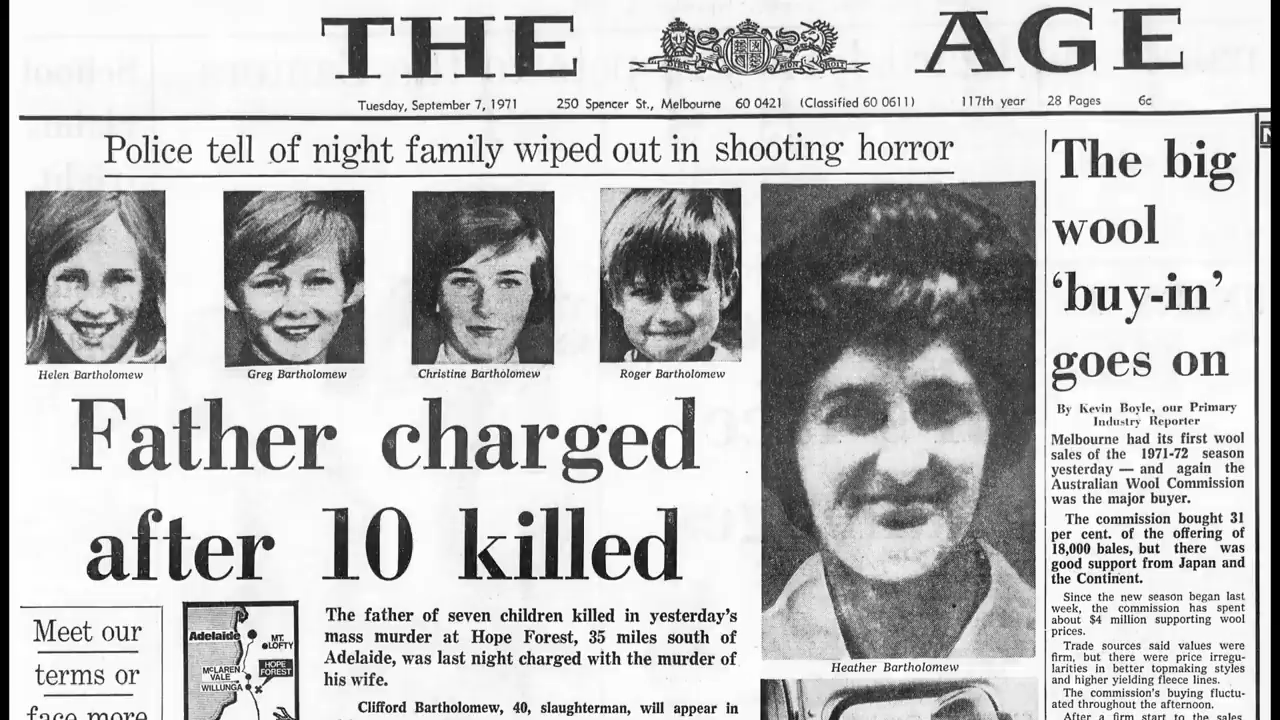 THE AGE
Tuesday, September 7, 1971 250 Spencer St., Melbourne 60 0421 (Classified 60 0611) 117th year 28 Pages 6c
Police tell of night family wiped out in shooting horror
Helen Bartholomew
Greg Bartholomew
Christine Bartholomew
Roger Bartholomew
Father charged
after 10 killed
Meet our
terms or
face more
Adelaide
MT.
LOFTY
McLAREN
VALE
HOPE
FOREST
WILLUNGA
The father of seven children killed in yesterday's
mass murder at Hope Forest, 35 miles south of
Adelaide, was last night charged with the murder of
his wife.
Clifford Bartholomew, 40, slaughterman, will appear in
Heather Bartholomew
The big
wool
‘buy-in’
goes on
By Kevin Boyle, our Primary
Industry Reporter
Melbourne had its first wool
sales of the 1971-72 season
yesterday — and again the
Australian Wool Commission
was the major buyer.
The commission bought 31
per cent. of the offering of
18,000 bales, but there was
good support from Japan and
the Continent.
Since the new season began last
week, the commission has spent
about $4 million supporting wool
prices.
Trade sources said values were
firm, but there were price irregu-
larities in better topmaking styles
and higher yielding fleece lines.
The commission's buying fluctu-
ated throughout the afternoon.
After a firm start to the sales,